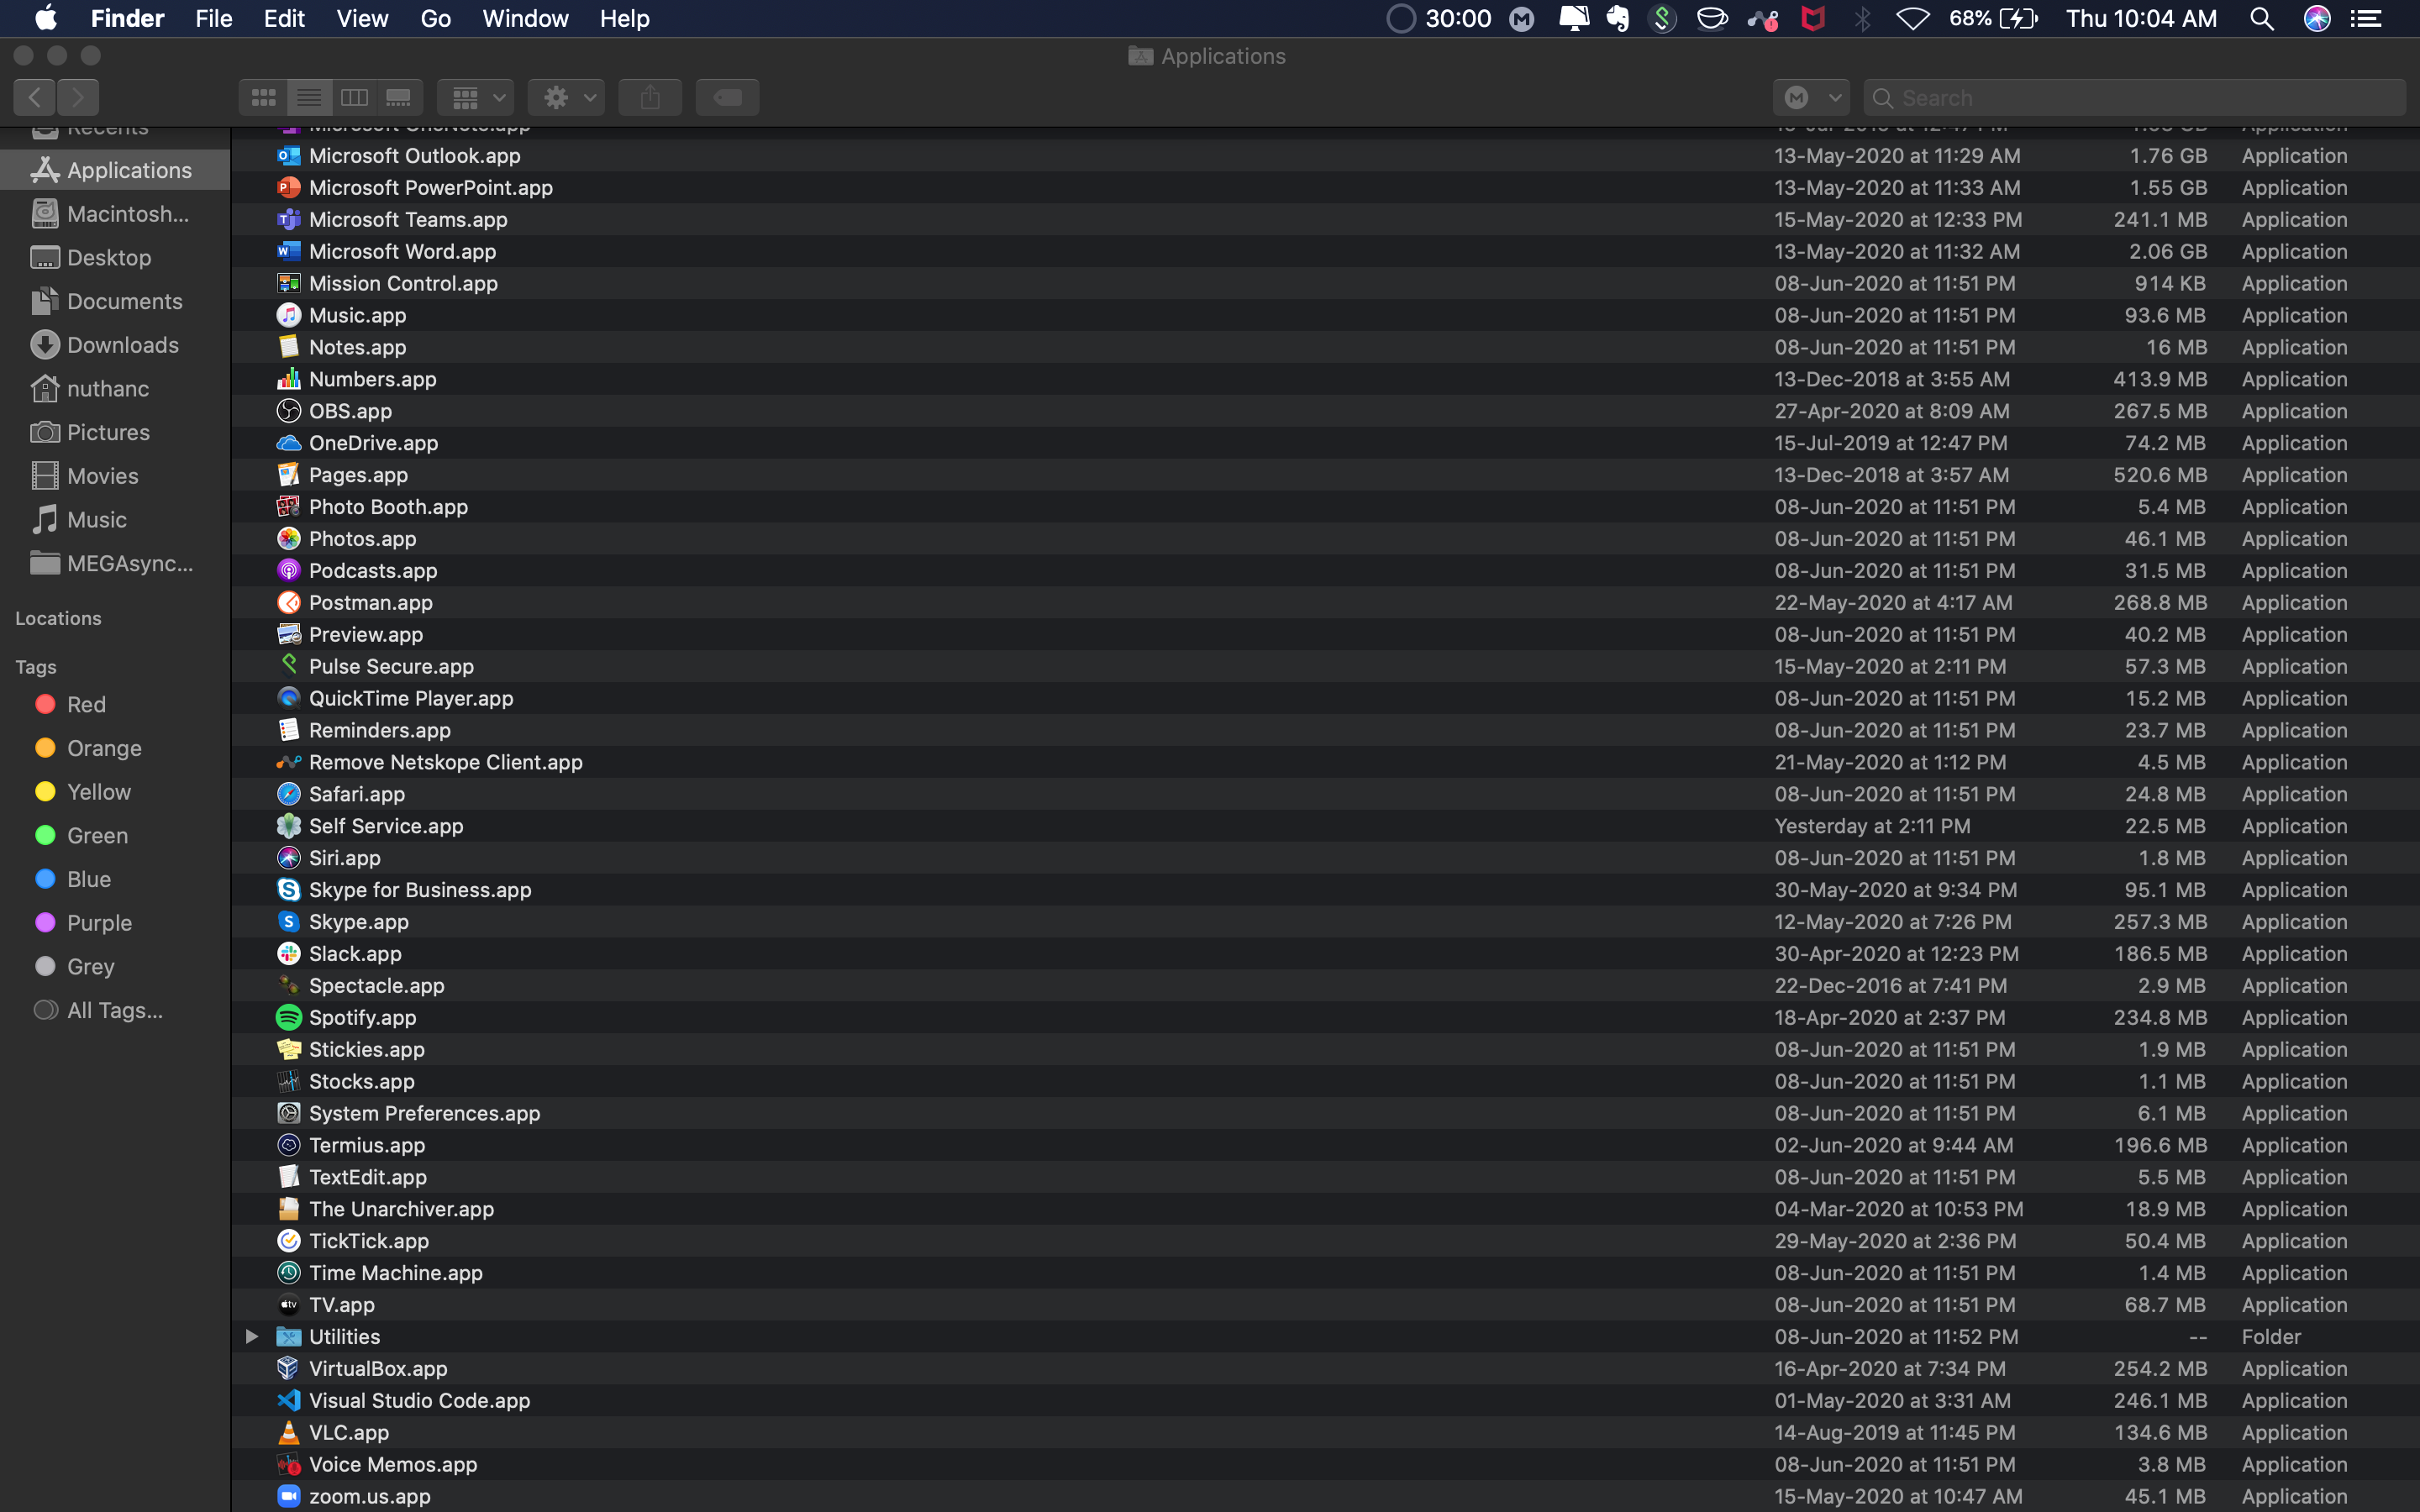 Finder File Edit View Go Window Help 30:00 68% Thu 10:04 AM
Applications
Search
Recents
Applications
Macintosh...
Desktop
Documents
Downloads
nuthanc
Pictures
Movies
Music
MEGAsync...
Locations
Tags
Red
Orange
Yellow
Green
Blue
Purple
Grey
All Tags...
Microsoft OneNote.app Application
Microsoft Outlook.app 13-May-2020 at 11:29 AM 1.76 GB Application
Microsoft PowerPoint.app 13-May-2020 at 11:33 AM 1.55 GB Application
Microsoft Teams.app 15-May-2020 at 12:33 PM 241.1 MB Application
Microsoft Word.app 13-May-2020 at 11:32 AM 2.06 GB Application
Mission Control.app 08-Jun-2020 at 11:51 PM 914 KB Application
Music.app 08-Jun-2020 at 11:51 PM 93.6 MB Application
Notes.app 08-Jun-2020 at 11:51 PM 16 MB Application
Numbers.app 13-Dec-2018 at 3:55 AM 413.9 MB Application
OBS.app 27-Apr-2020 at 8:09 AM 267.5 MB Application
OneDrive.app 15-Jul-2019 at 12:47 PM 74.2 MB Application
Pages.app 13-Dec-2018 at 3:57 AM 520.6 MB Application
Photo Booth.app 08-Jun-2020 at 11:51 PM 5.4 MB Application
Photos.app 08-Jun-2020 at 11:51 PM 46.1 MB Application
Podcasts.app 08-Jun-2020 at 11:51 PM 31.5 MB Application
Postman.app 22-May-2020 at 4:17 AM 268.8 MB Application
Preview.app 08-Jun-2020 at 11:51 PM 40.2 MB Application
Pulse Secure.app 15-May-2020 at 2:11 PM 57.3 MB Application
QuickTime Player.app 08-Jun-2020 at 11:51 PM 15.2 MB Application
Reminders.app 08-Jun-2020 at 11:51 PM 23.7 MB Application
Remove Netskope Client.app 21-May-2020 at 1:12 PM 4.5 MB Application
Safari.app 08-Jun-2020 at 11:51 PM 24.8 MB Application
Self Service.app Yesterday at 2:11 PM 22.5 MB Application
Siri.app 08-Jun-2020 at 11:51 PM 1.8 MB Application
Skype for Business.app 30-May-2020 at 9:34 PM 95.1 MB Application
Skype.app 12-May-2020 at 7:26 PM 257.3 MB Application
Slack.app 30-Apr-2020 at 12:23 PM 186.5 MB Application
Spectacle.app 22-Dec-2016 at 7:41 PM 2.9 MB Application
Spotify.app 18-Apr-2020 at 2:37 PM 234.8 MB Application
Stickies.app 08-Jun-2020 at 11:51 PM 1.9 MB Application
Stocks.app 08-Jun-2020 at 11:51 PM 1.1 MB Application
System Preferences.app 08-Jun-2020 at 11:51 PM 6.1 MB Application
Termius.app 02-Jun-2020 at 9:44 AM 196.6 MB Application
TextEdit.app 08-Jun-2020 at 11:51 PM 5.5 MB Application
The Unarchiver.app 04-Mar-2020 at 10:53 PM 18.9 MB Application
TickTick.app 29-May-2020 at 2:36 PM 50.4 MB Application
Time Machine.app 08-Jun-2020 at 11:51 PM 1.4 MB Application
TV.app 08-Jun-2020 at 11:51 PM 68.7 MB Application
Utilities 08-Jun-2020 at 11:52 PM -- Folder
VirtualBox.app 16-Apr-2020 at 7:34 PM 254.2 MB Application
Visual Studio Code.app 01-May-2020 at 3:31 AM 246.1 MB Application
VLC.app 14-Aug-2019 at 11:45 PM 134.6 MB Application
Voice Memos.app 08-Jun-2020 at 11:51 PM 3.8 MB Application
zoom.us.app 15-May-2020 at 10:47 AM 45.1 MB Application